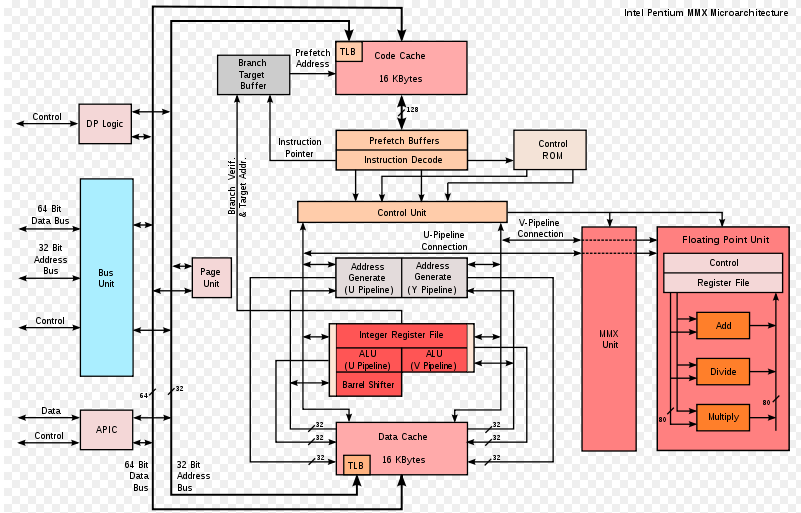 Intel Pentium MMX Microarchitecture
TLB
Code Cache
16 KBytes
Branch
Target
Buffer
Prefetch
Address
128
Control
DP Logic
Prefetch Buffers
Instruction Decode
Control
ROM
Instruction
Pointer
Branch Verif.
& Target Addr.
Control Unit
64 Bit
Data Bus
32 Bit
Address
Bus
Control
Bus
Unit
Page
Unit
U-Pipeline
Connection
V-Pipeline
Connection
Address
Generate
(U Pipeline)
Address
Generate
(Y Pipeline)
Integer Register File
ALU
(U Pipeline)
ALU
(V Pipeline)
Barrel Shifter
MMX
Unit
Floating Point Unit
Control
Register File
Add
Divide
Multiply
80
80
64
32
Data
Control
APIC
64 Bit
Data
Bus
32 Bit
Address
Bus
Data Cache
TLB
16 KBytes
32
32
32
32
32
32